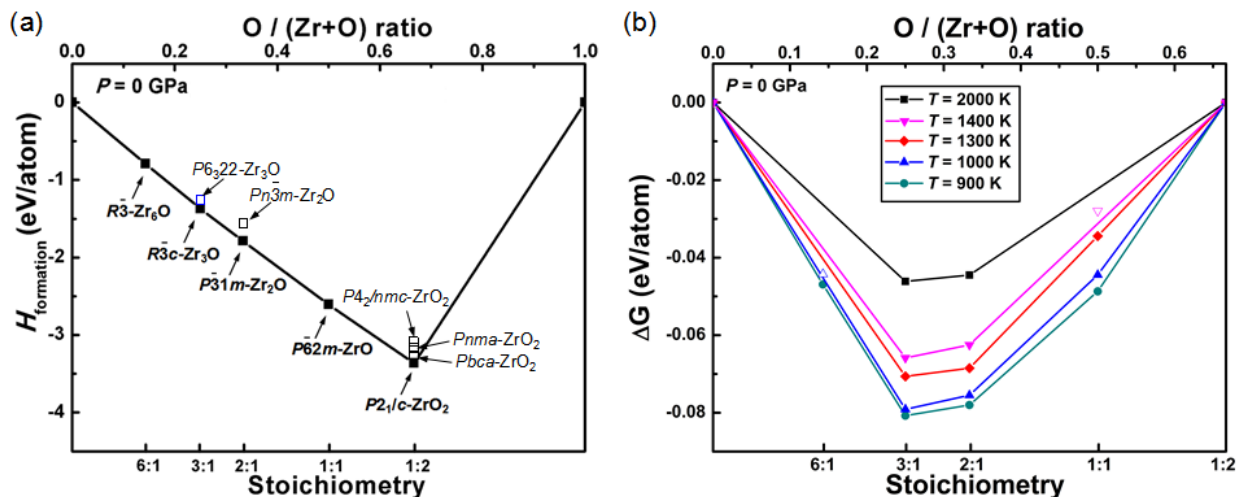 (a)
O / (Zr+O) ratio
0.0 0.2 0.4 0.6 0.8 1.0
P = 0 GPa
H_formation (eV/atom)
0
-1
-2
-3
-4
P6₃22-Zr₃O
Pn3̄m-Zr₂O
R3̄-Zr₆O
R3̄c-Zr₃O
P3̄1m-Zr₂O
P4₂/nmc-ZrO₂
P6̄2m-ZrO
Pnma-ZrO₂
Pbca-ZrO₂
P2₁/c-ZrO₂
6:1 3:1 2:1 1:1 1:2
Stoichiometry
(b)
O / (Zr+O) ratio
0.0 0.1 0.2 0.3 0.4 0.5 0.6
P = 0 GPa
ΔG (eV/atom)
0.00
-0.02
-0.04
-0.06
-0.08
T = 2000 K
T = 1400 K
T = 1300 K
T = 1000 K
T = 900 K
6:1 3:1 2:1 1:1 1:2
Stoichiometry